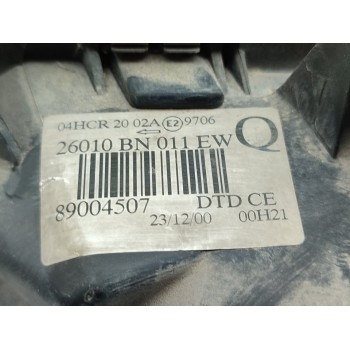 04HCR 20 02A E2 9706
26010 BN 011 EW Q
89004507 DTD CE
23/12/00 00H21